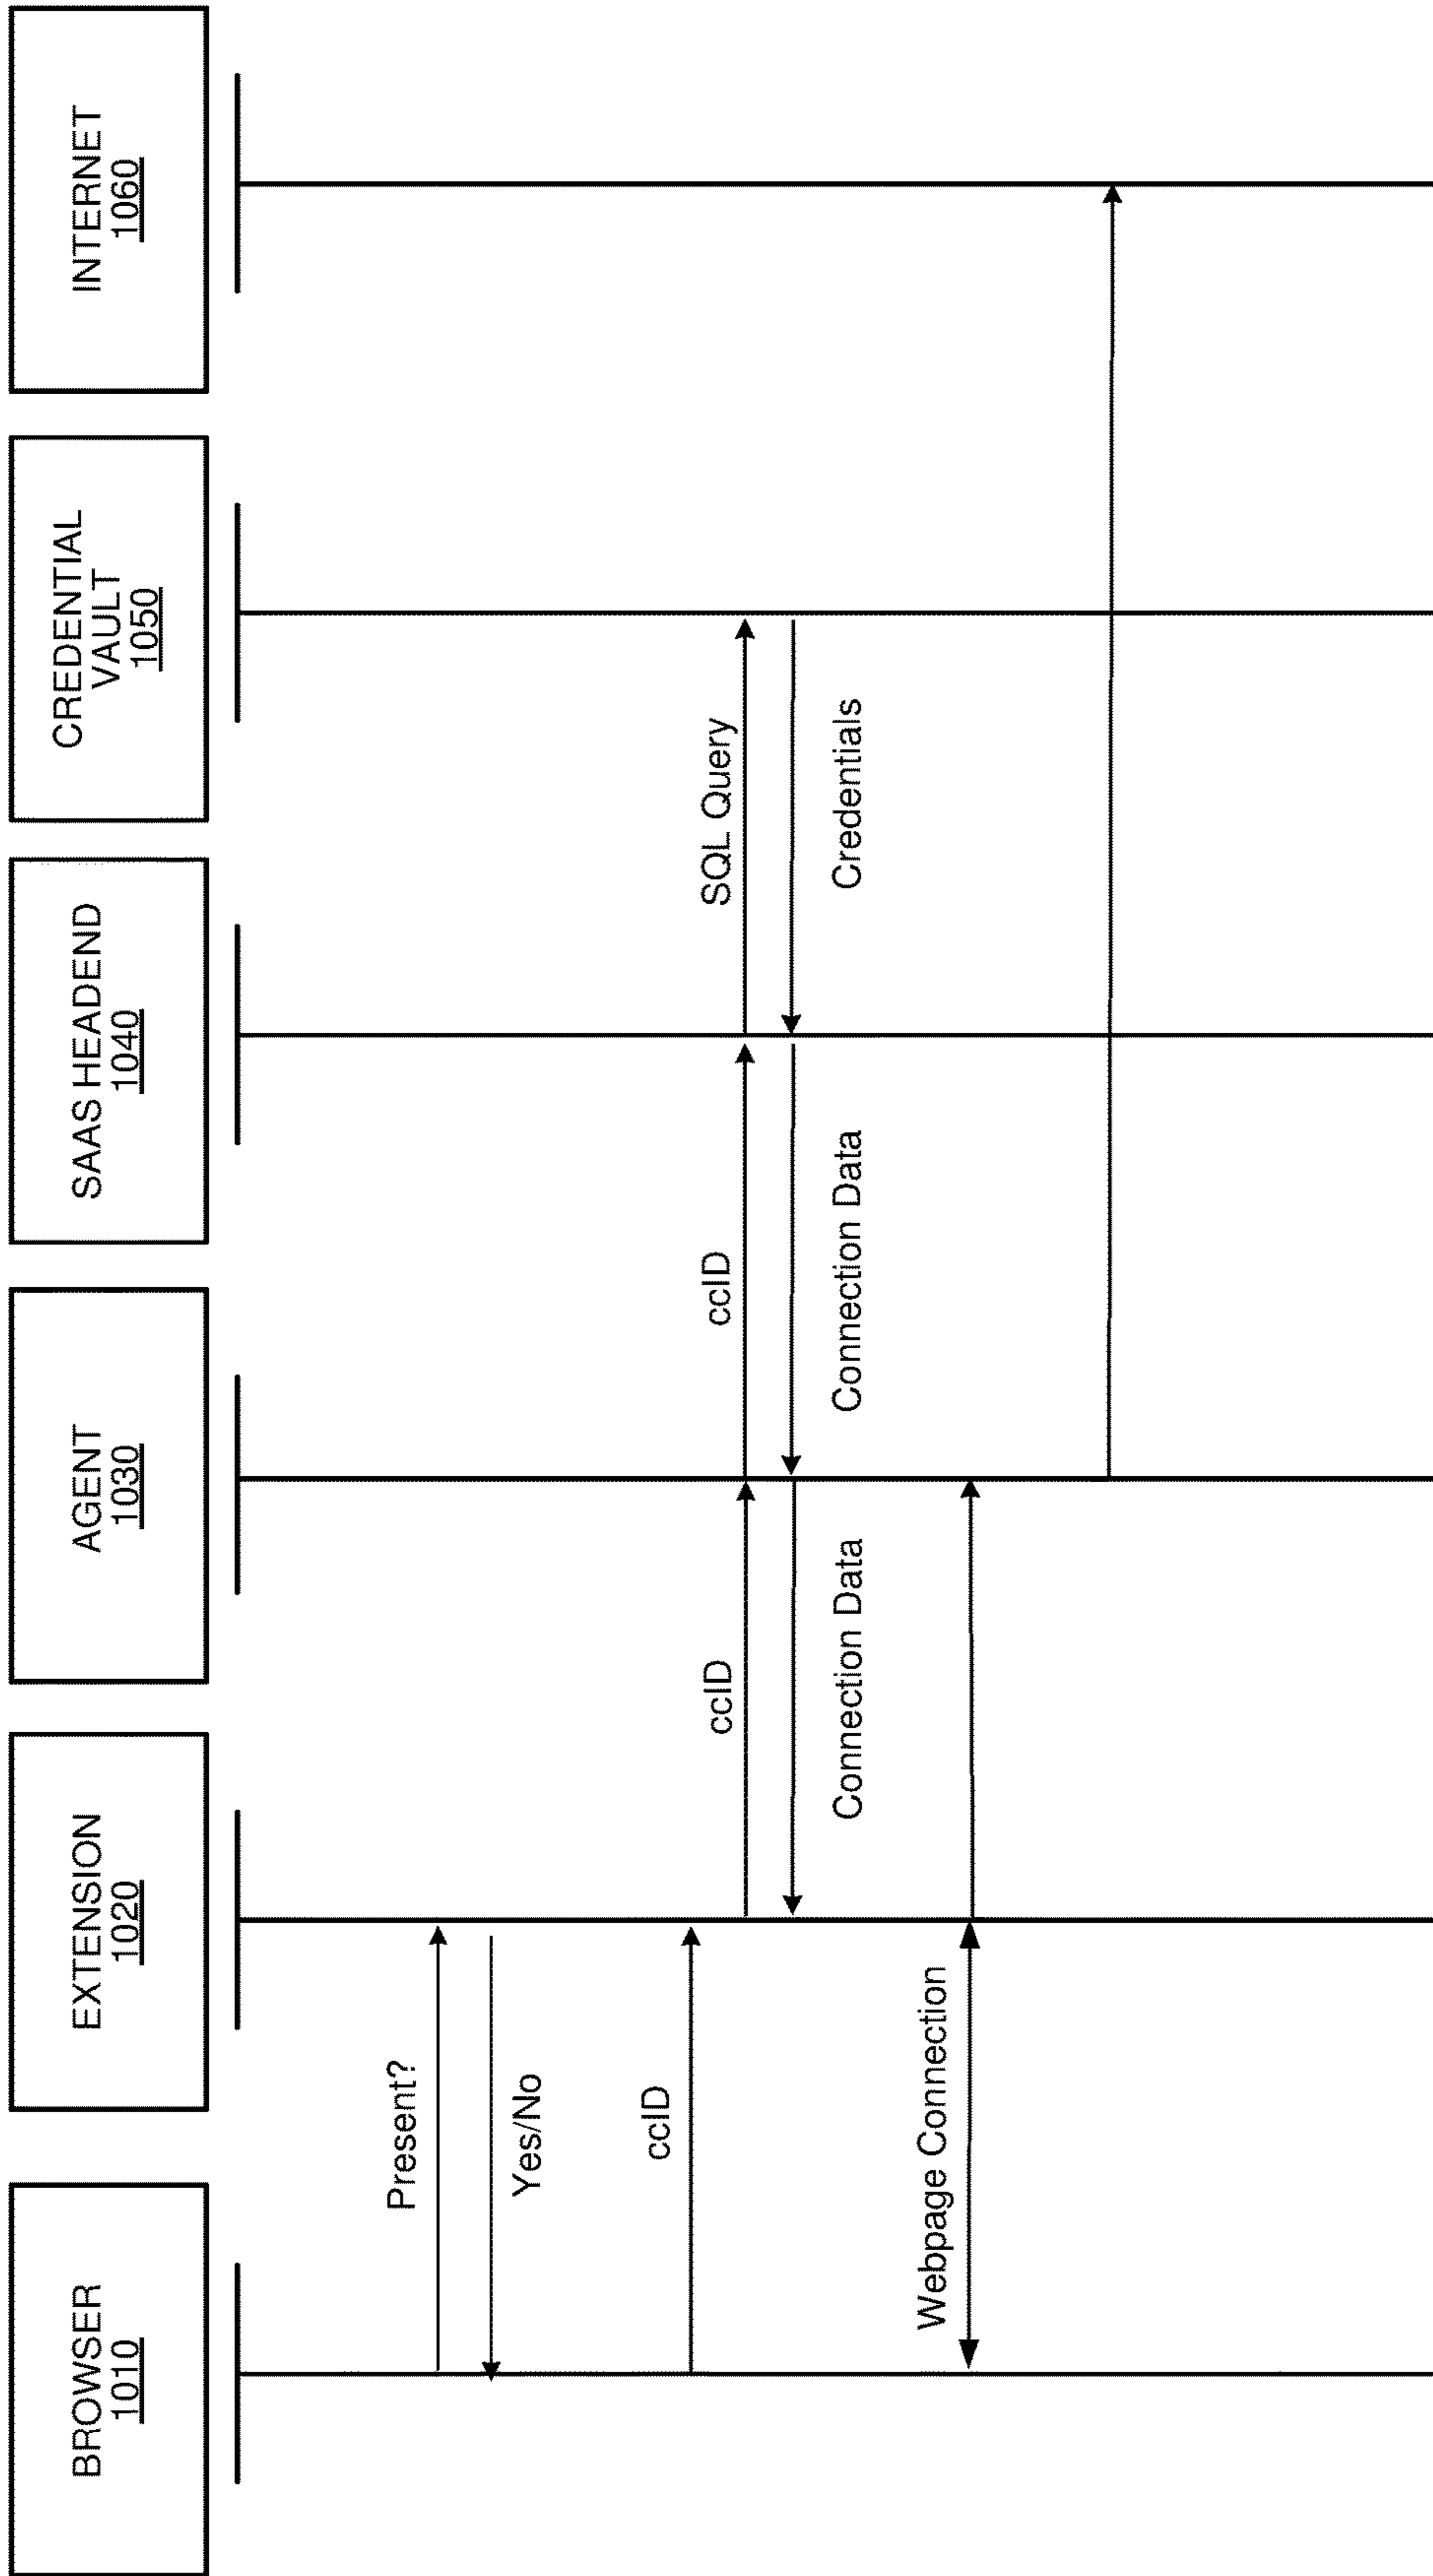 BROWSER
1010
EXTENSION
1020
AGENT
1030
SAAS HEADEND
1040
CREDENTIAL
VAULT
1050
INTERNET
1060
Present?
Yes/No
ccID
ccID
ccID
SQL Query
Connection Data
Connection Data
Credentials
Webpage Connection